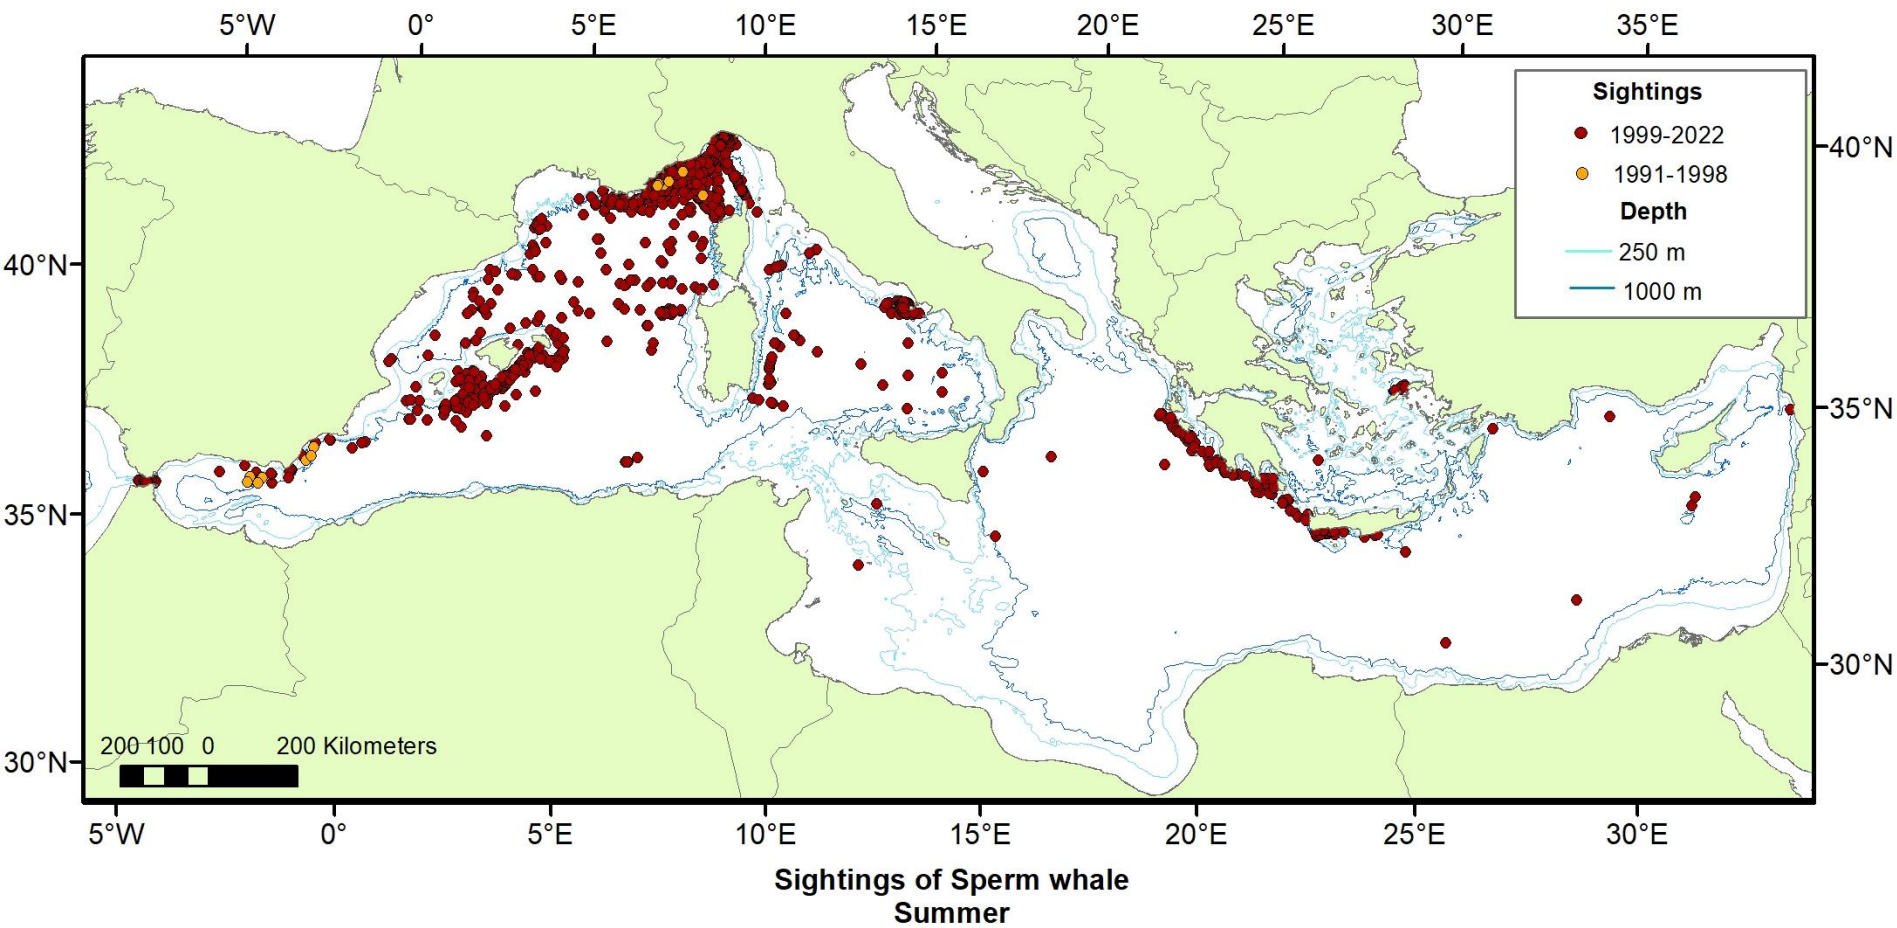 5°W 0° 5°E 10°E 15°E 20°E 25°E 30°E 35°E
Sightings
1999-2022
1991-1998
Depth
250 m
1000 m
40°N
40°N
35°N
35°N
30°N
30°N
200 100 0 200 Kilometers
5°W 0° 5°E 10°E 15°E 20°E 25°E 30°E
Sightings of Sperm whale
Summer